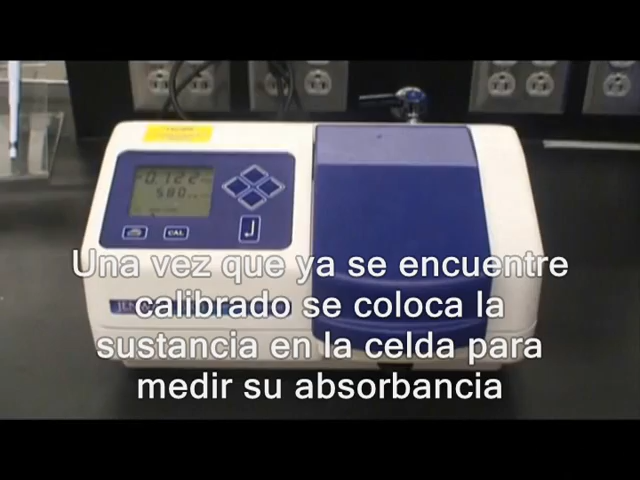 -0.122
580
CAL
Una vez que ya se encuentre
calibrado se coloca la
sustancia en la celda para
medir su absorbancia